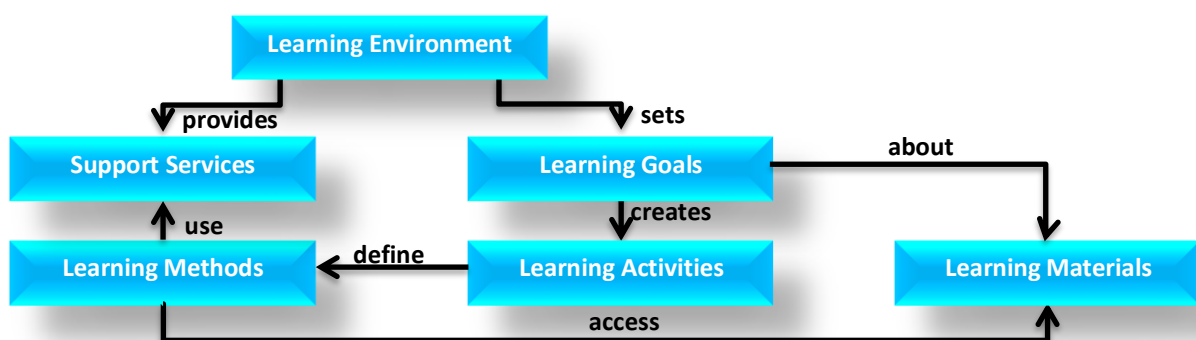 Learning Environment
provides
sets
Support Services
Learning Goals
about
use
creates
Learning Methods
define
Learning Activities
Learning Materials
access